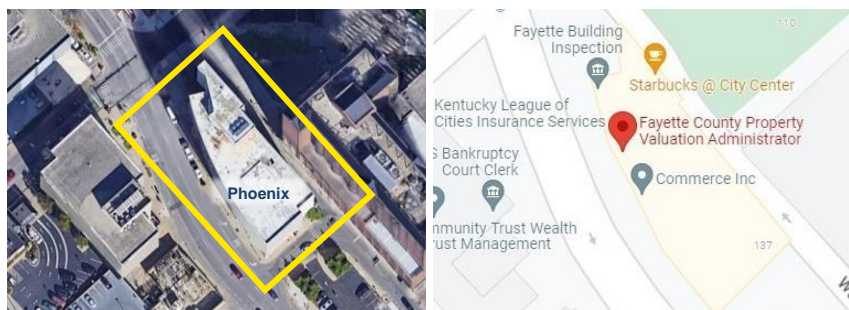 Phoenix
110
Fayette Building
Inspection
Starbucks @ City Center
Kentucky League of
Cities Insurance Services
Fayette County Property
Valuation Administrator
S Bankruptcy
Court Clerk
Commerce Inc
mmunity Trust Wealth
rust Management
137
W